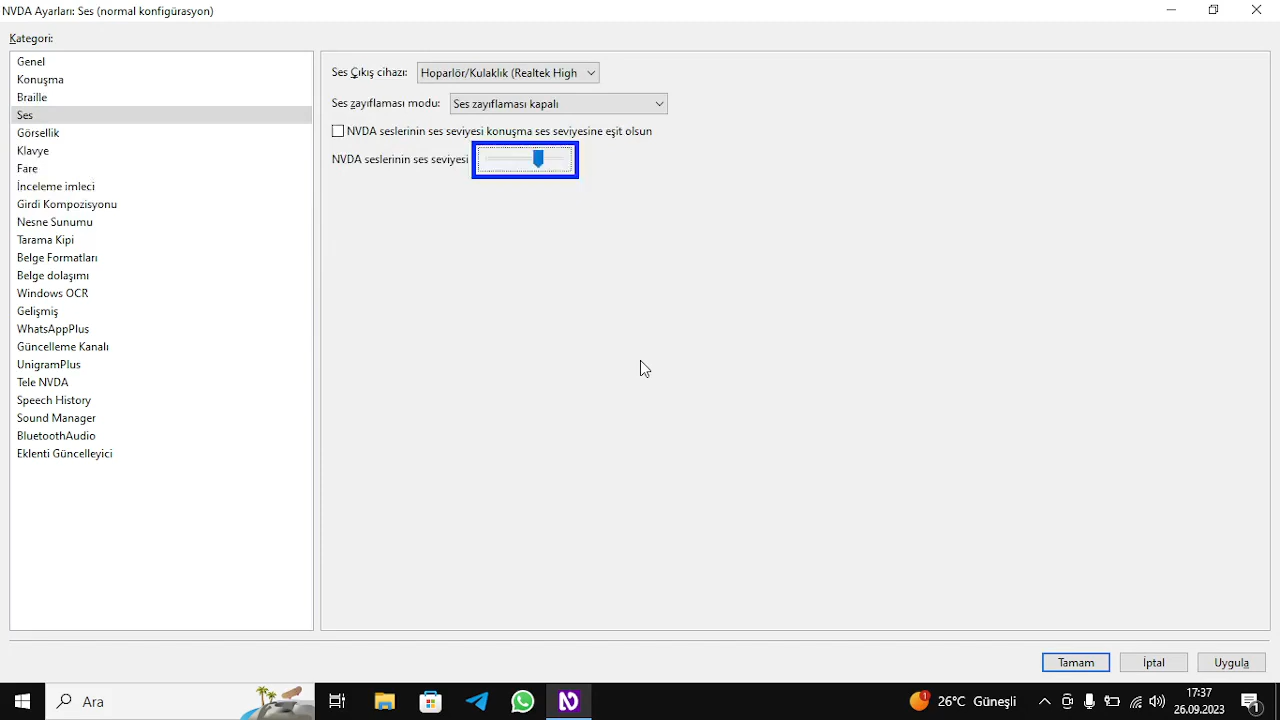 NVDA Ayarları: Ses (normal konfigürasyon)
Kategori:
Genel
Konuşma
Braille
Ses
Görsellik
Klavye
Fare
İnceleme imleci
Girdi Kompozisyonu
Nesne Sunumu
Tarama Kipi
Belge Formatları
Belge dolaşımı
Windows OCR
Gelişmiş
WhatsAppPlus
Güncelleme Kanalı
UnigramPlus
Tele NVDA
Speech History
Sound Manager
BluetoothAudio
Eklenti Güncelleyici
Ses Çıkış cihazı: Hoparlör/Kulaklık (Realtek High
Ses zayıflaması modu: Ses zayıflaması kapalı
NVDA seslerinin ses seviyesi konuşma ses seviyesine eşit olsun
NVDA seslerinin ses seviyesi
Tamam İptal Uygula
Ara
1 26°C Güneşli
17:37
26.09.2023
1